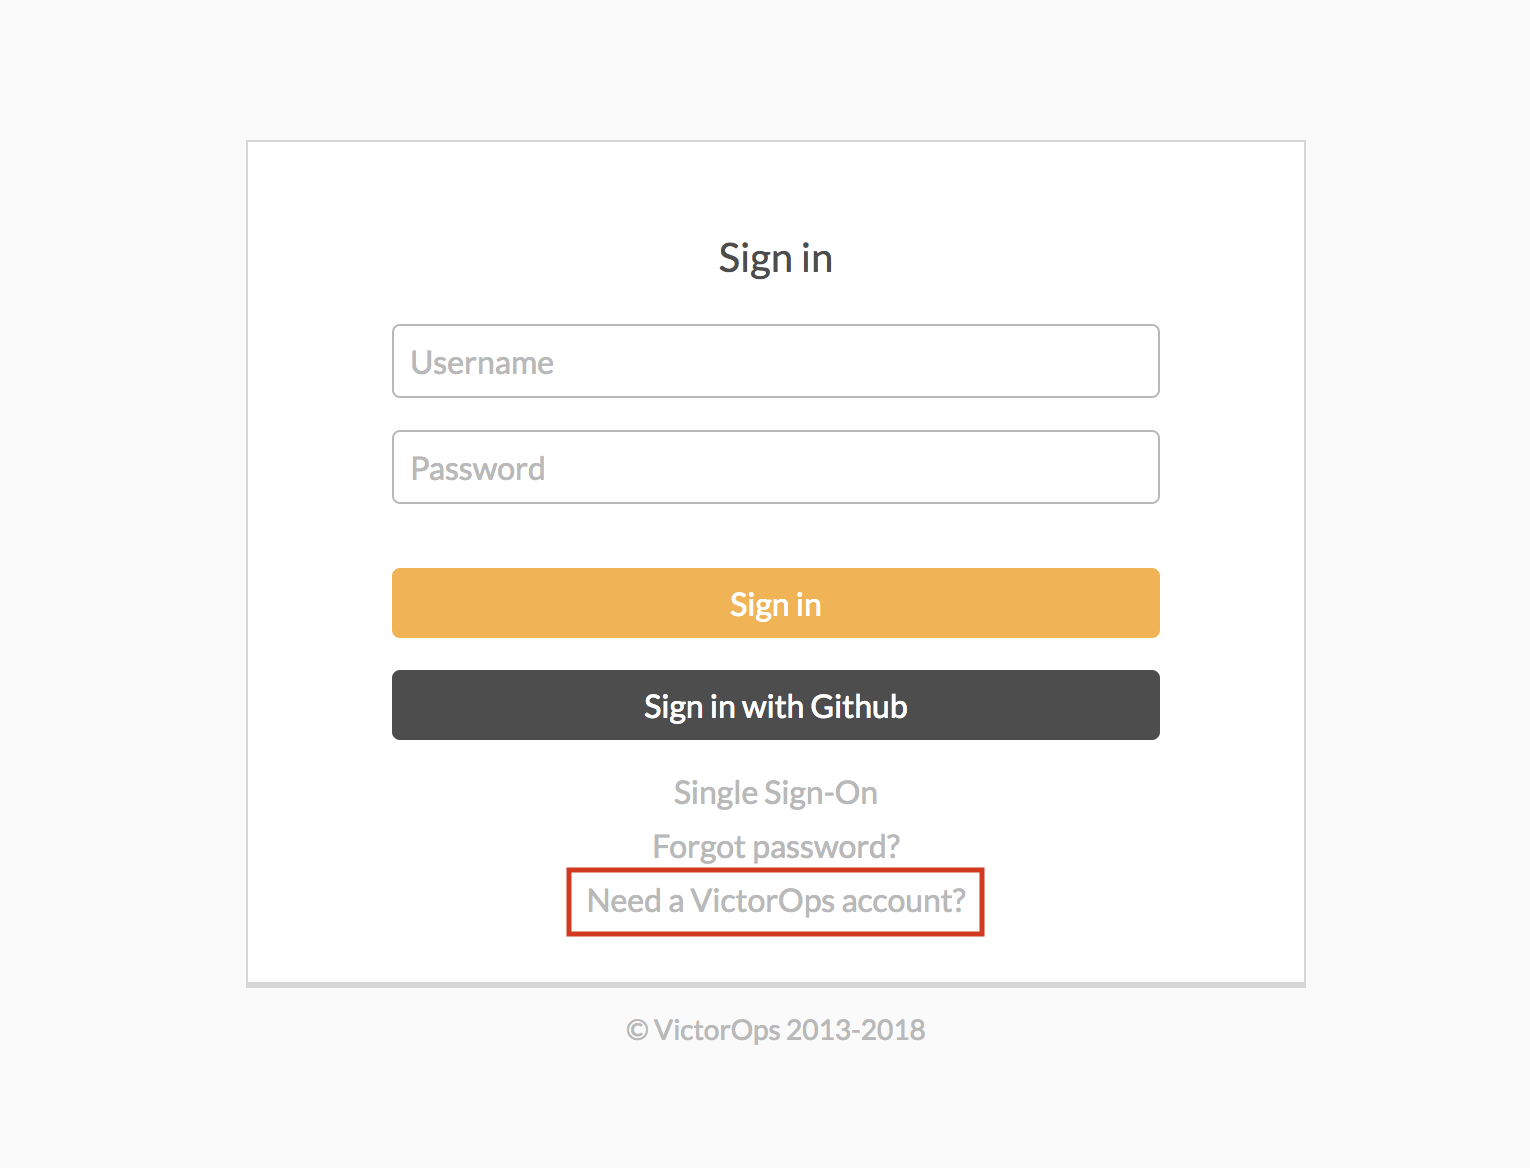 Sign in
Username
Password
Sign in
Sign in with Github
Single Sign-On
Forgot password?
Need a VictorOps account?
© VictorOps 2013-2018